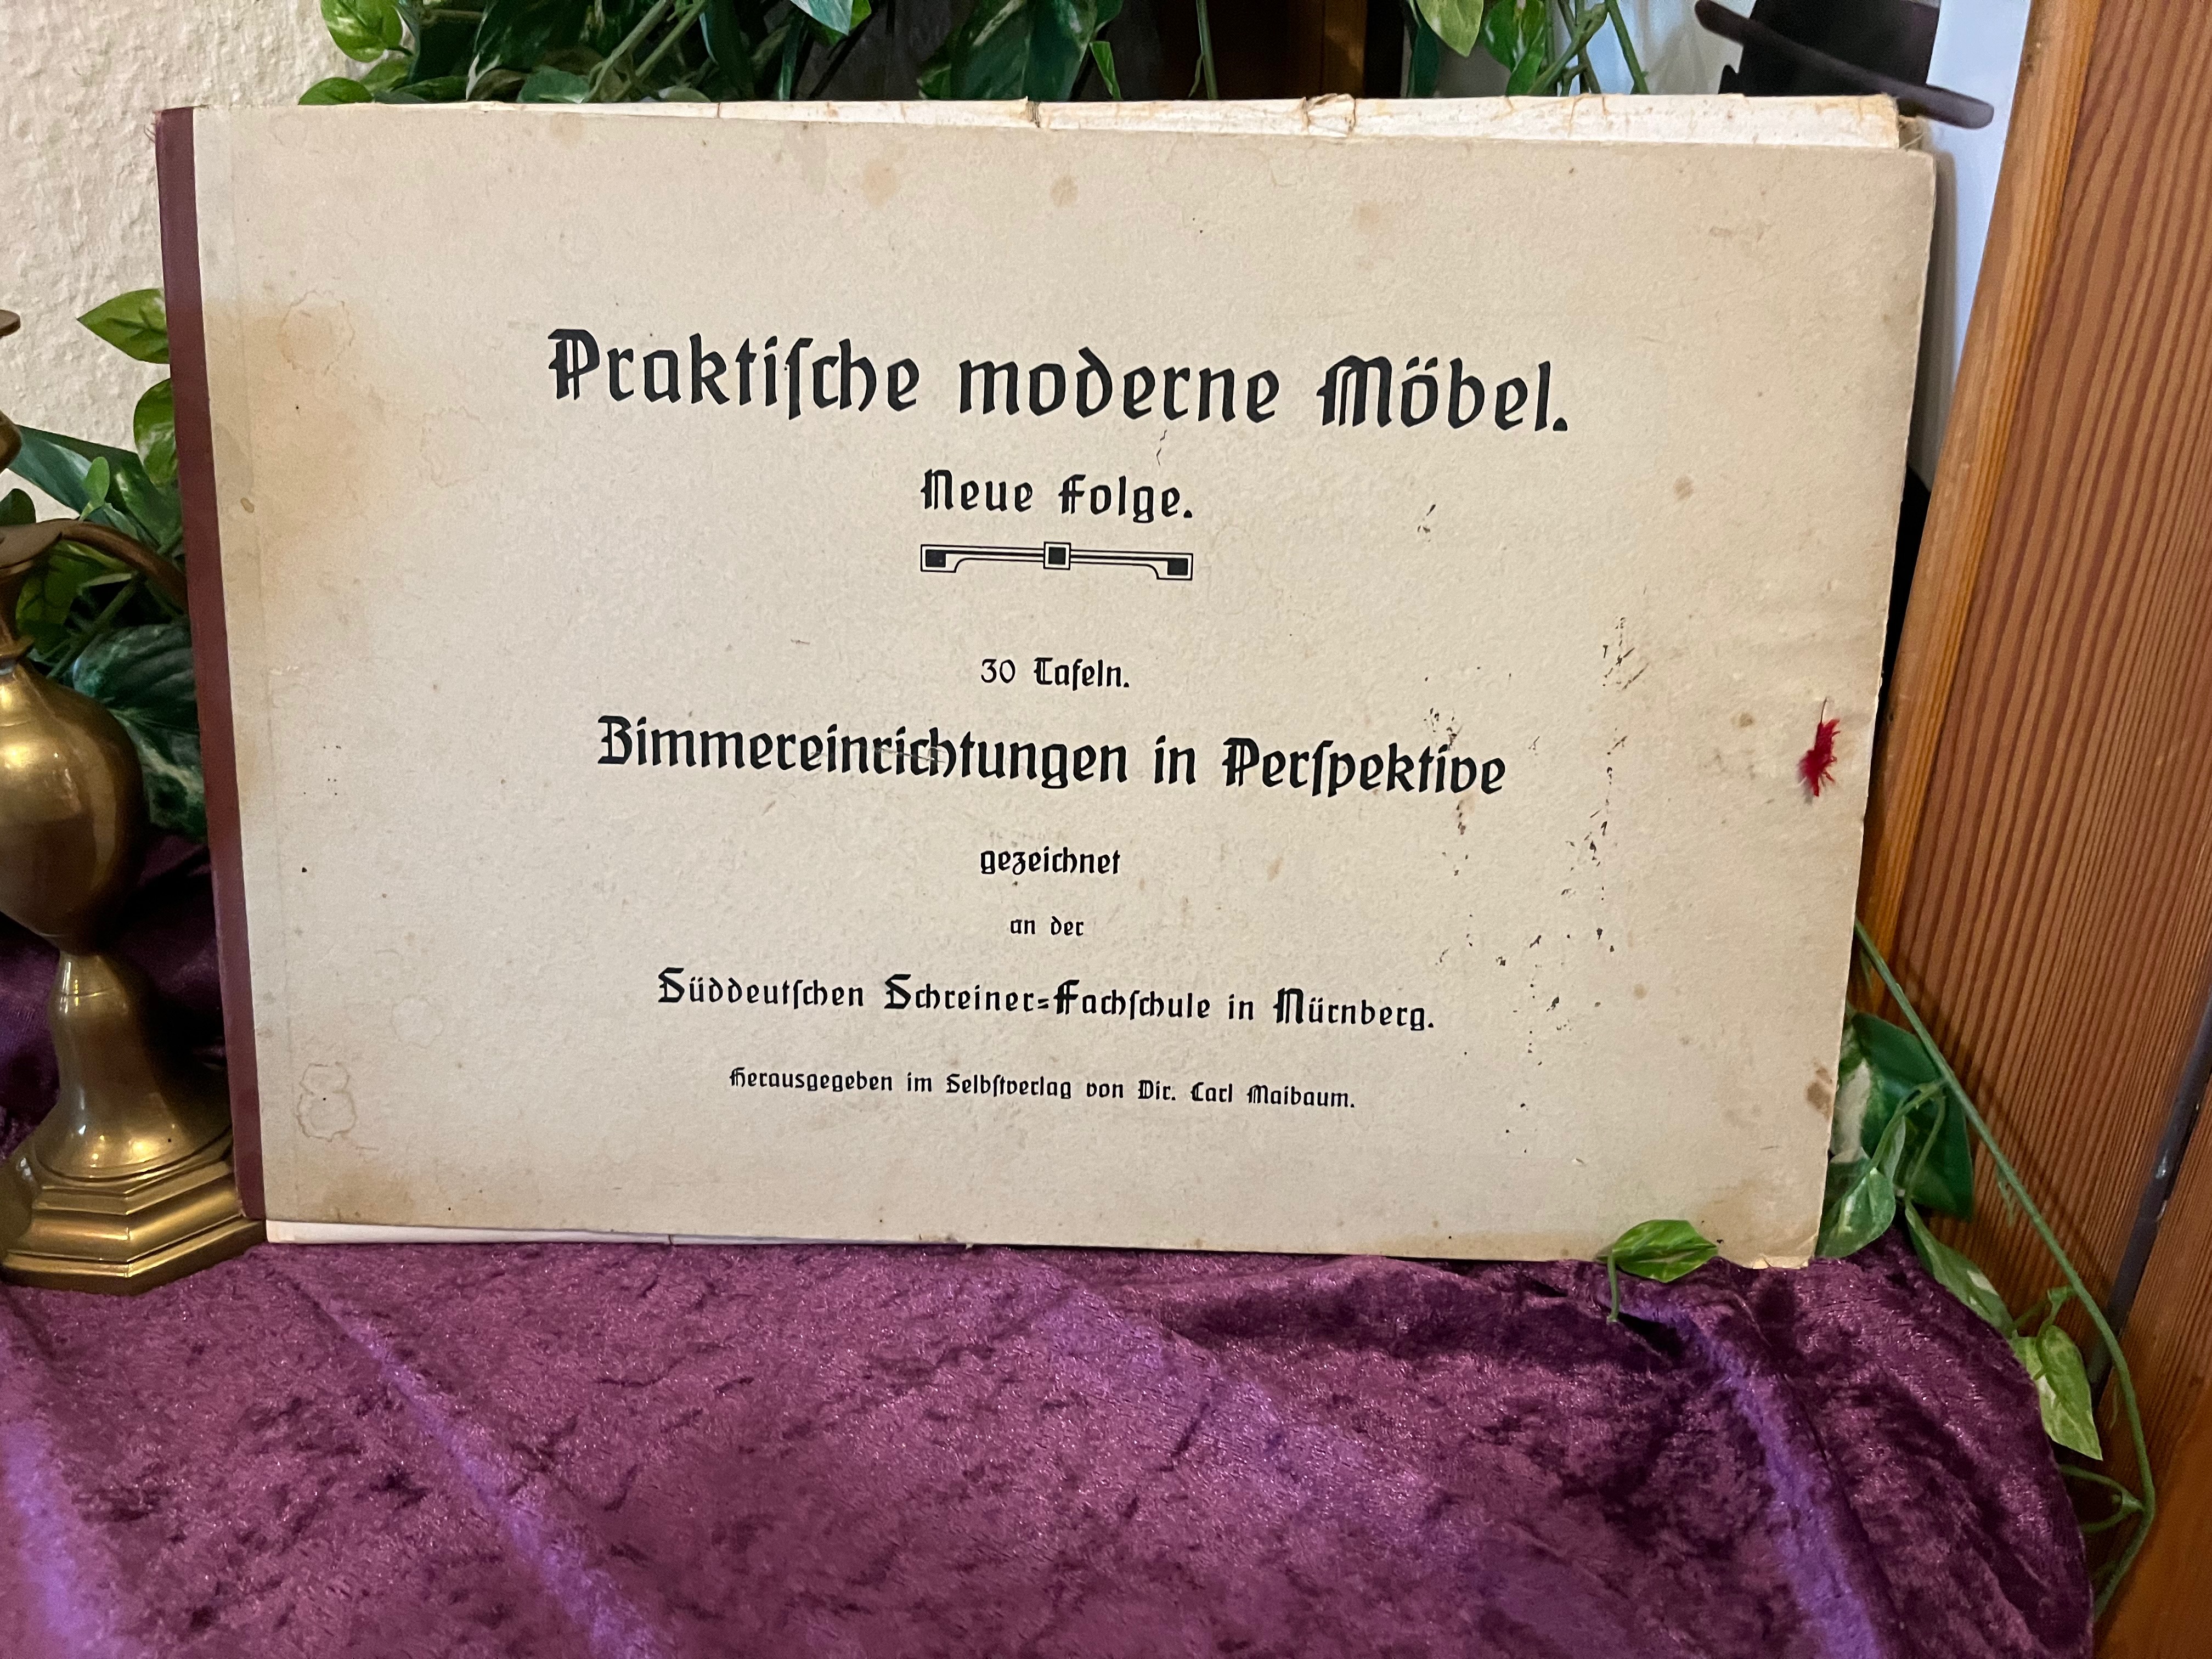 Praktiſche moderne Möbel.
Neue Folge.
30 Tafeln.
Zimmereinrichtungen in Perſpektive
gezeichnet
an der
Süddeutſchen Schreiner=Fachſchule in Nürnberg.
Herausgegeben im Selbſtverlag von Dir. Carl Maibaum.